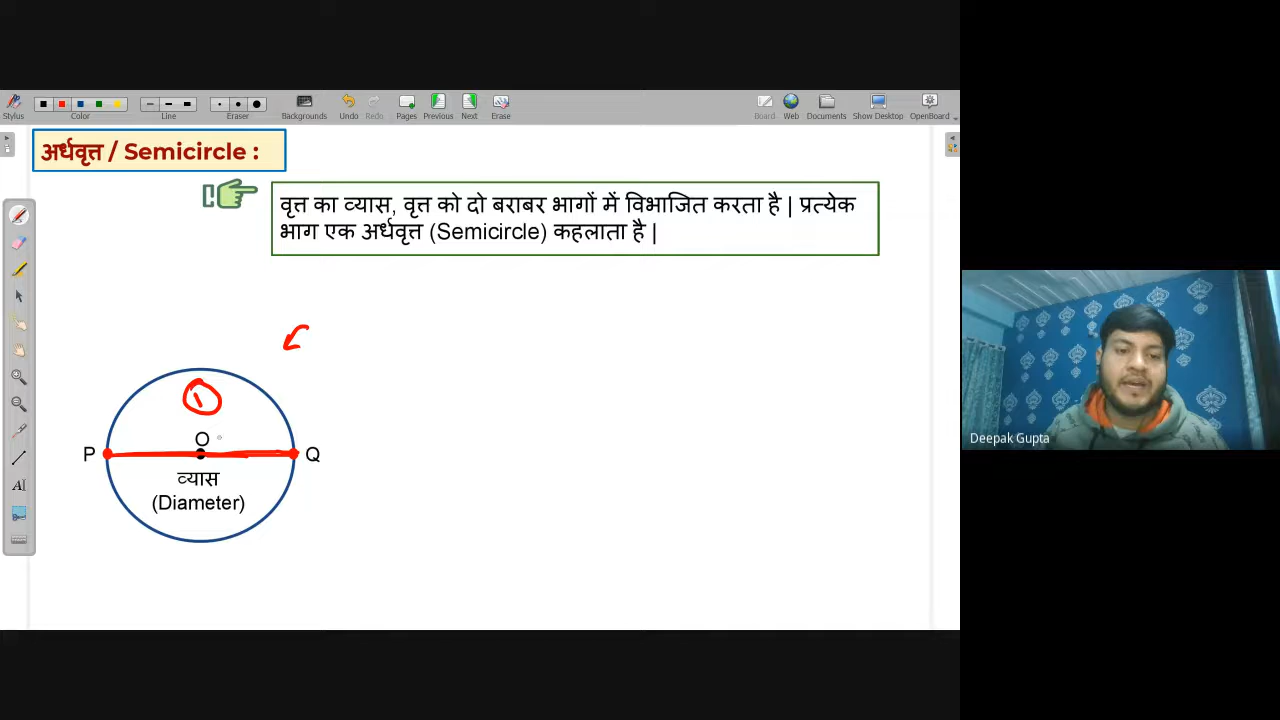 Stylus
Color
Line
Eraser
Backgrounds
Undo
Redo
Pages
Previous
Next
Erase
Board
Web
Documents
Show Desktop
OpenBoard
अर्धवृत्त / Semicircle :
वृत्त का व्यास, वृत्त को दो बराबर भागों में विभाजित करता है | प्रत्येक
भाग एक अर्धवृत्त (Semicircle) कहलाता है |
1
O
P
Q
व्यास
(Diameter)
Deepak Gupta